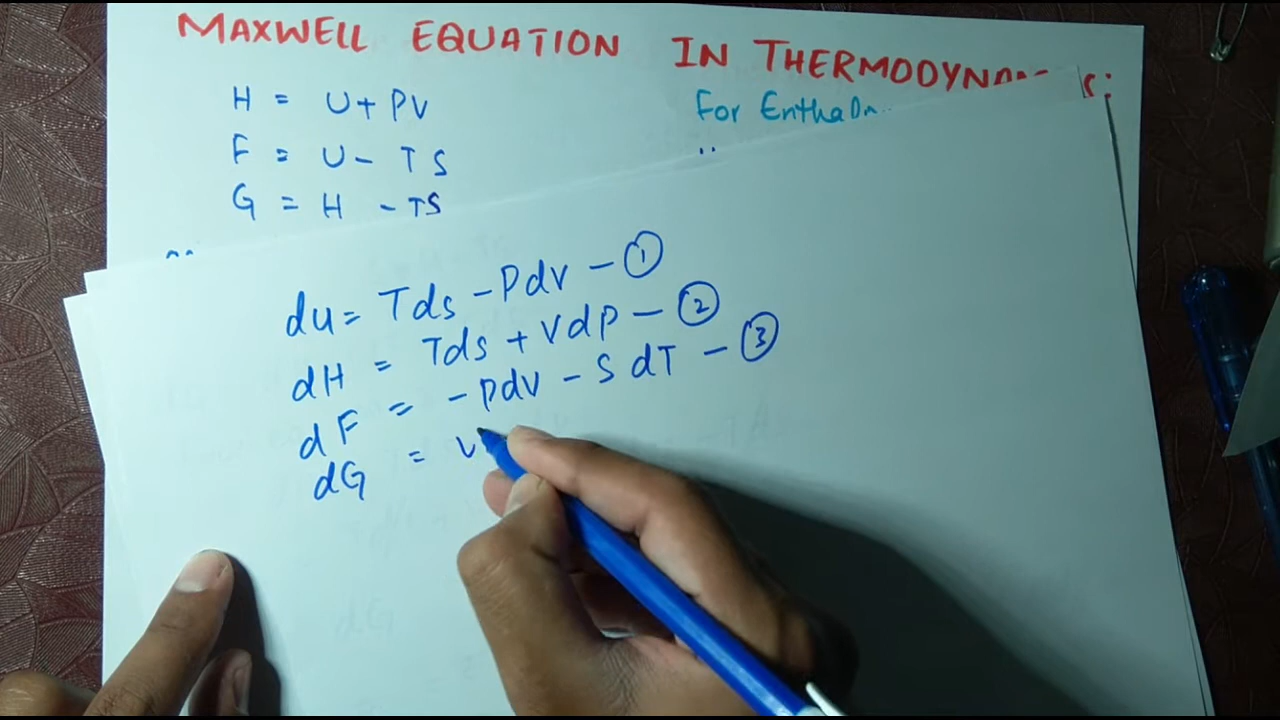 MAXWELL EQUATION IN
H = U + PV
For
F = U - TS
G = H - TS
du = Tds - Pdv - ①
dH = Tds + Vdp - ②
dF = - Pdv - S dT - ③
dG = v